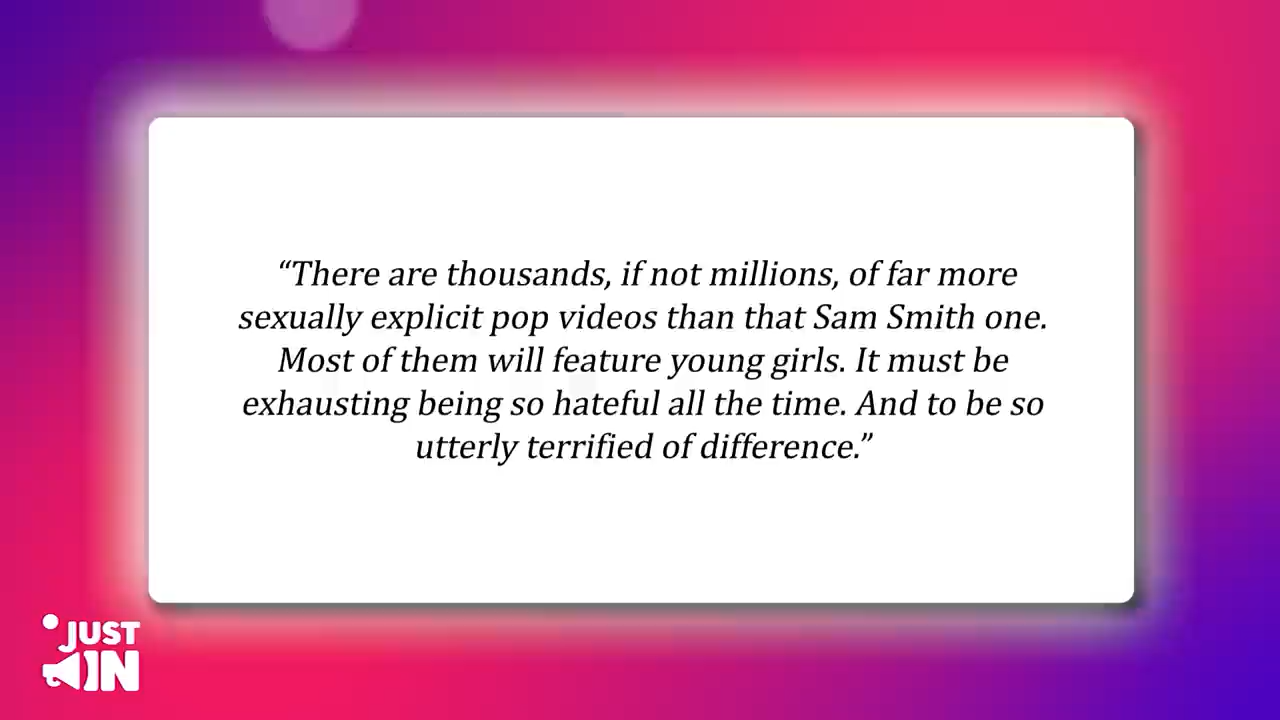 “There are thousands, if not millions, of far more
sexually explicit pop videos than that Sam Smith one.
Most of them will feature young girls. It must be
exhausting being so hateful all the time. And to be so
utterly terrified of difference.”
JUST
IN